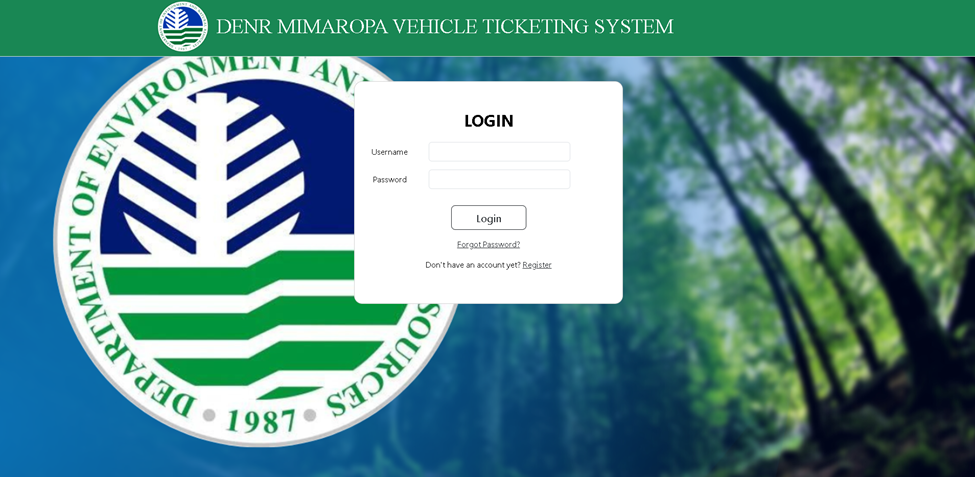 DENR MIMAROPA VEHICLE TICKETING SYSTEM
DEPARTMENT OF ENVIRONMENT AN
SOURCES
1987
LOGIN
Username
Password
Login
Forgot Password?
Don't have an account yet? Register